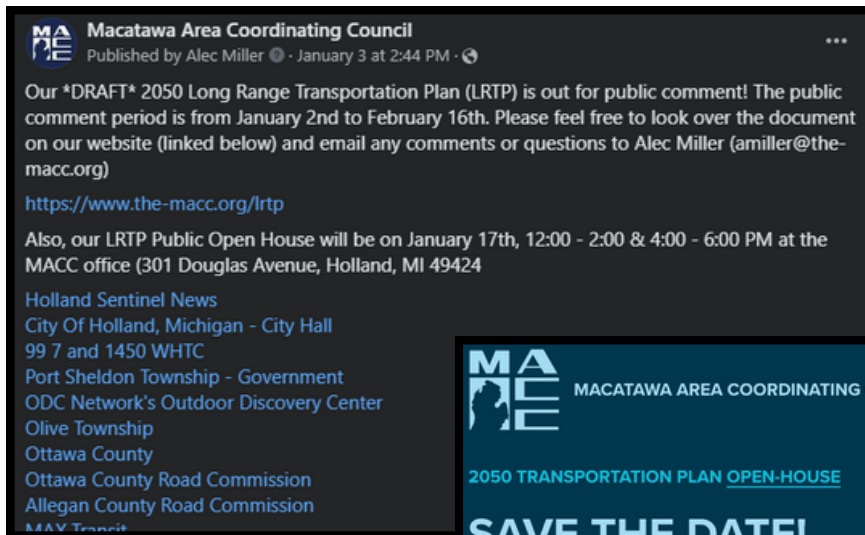 MA
CC
Macatawa Area Coordinating Council
Published by Alec Miller · January 3 at 2:44 PM ·
Our *DRAFT* 2050 Long Range Transportation Plan (LRTP) is out for public comment! The public
comment period is from January 2nd to February 16th. Please feel free to look over the document
on our website (linked below) and email any comments or questions to Alec Miller (amiller@the-
macc.org)
https://www.the-macc.org/lrtp
Also, our LRTP Public Open House will be on January 17th, 12:00 - 2:00 & 4:00 - 6:00 PM at the
MACC office (301 Douglas Avenue, Holland, MI 49424
Holland Sentinel News
City Of Holland, Michigan - City Hall
99 7 and 1450 WHTC
Port Sheldon Township - Government
ODC Network's Outdoor Discovery Center
Olive Township
Ottawa County
Ottawa County Road Commission
Allegan County Road Commission
MAX Transit
MA
CC
MACATAWA AREA COORDINATING
2050 TRANSPORTATION PLAN OPEN-HOUSE
SAVE THE DATE!